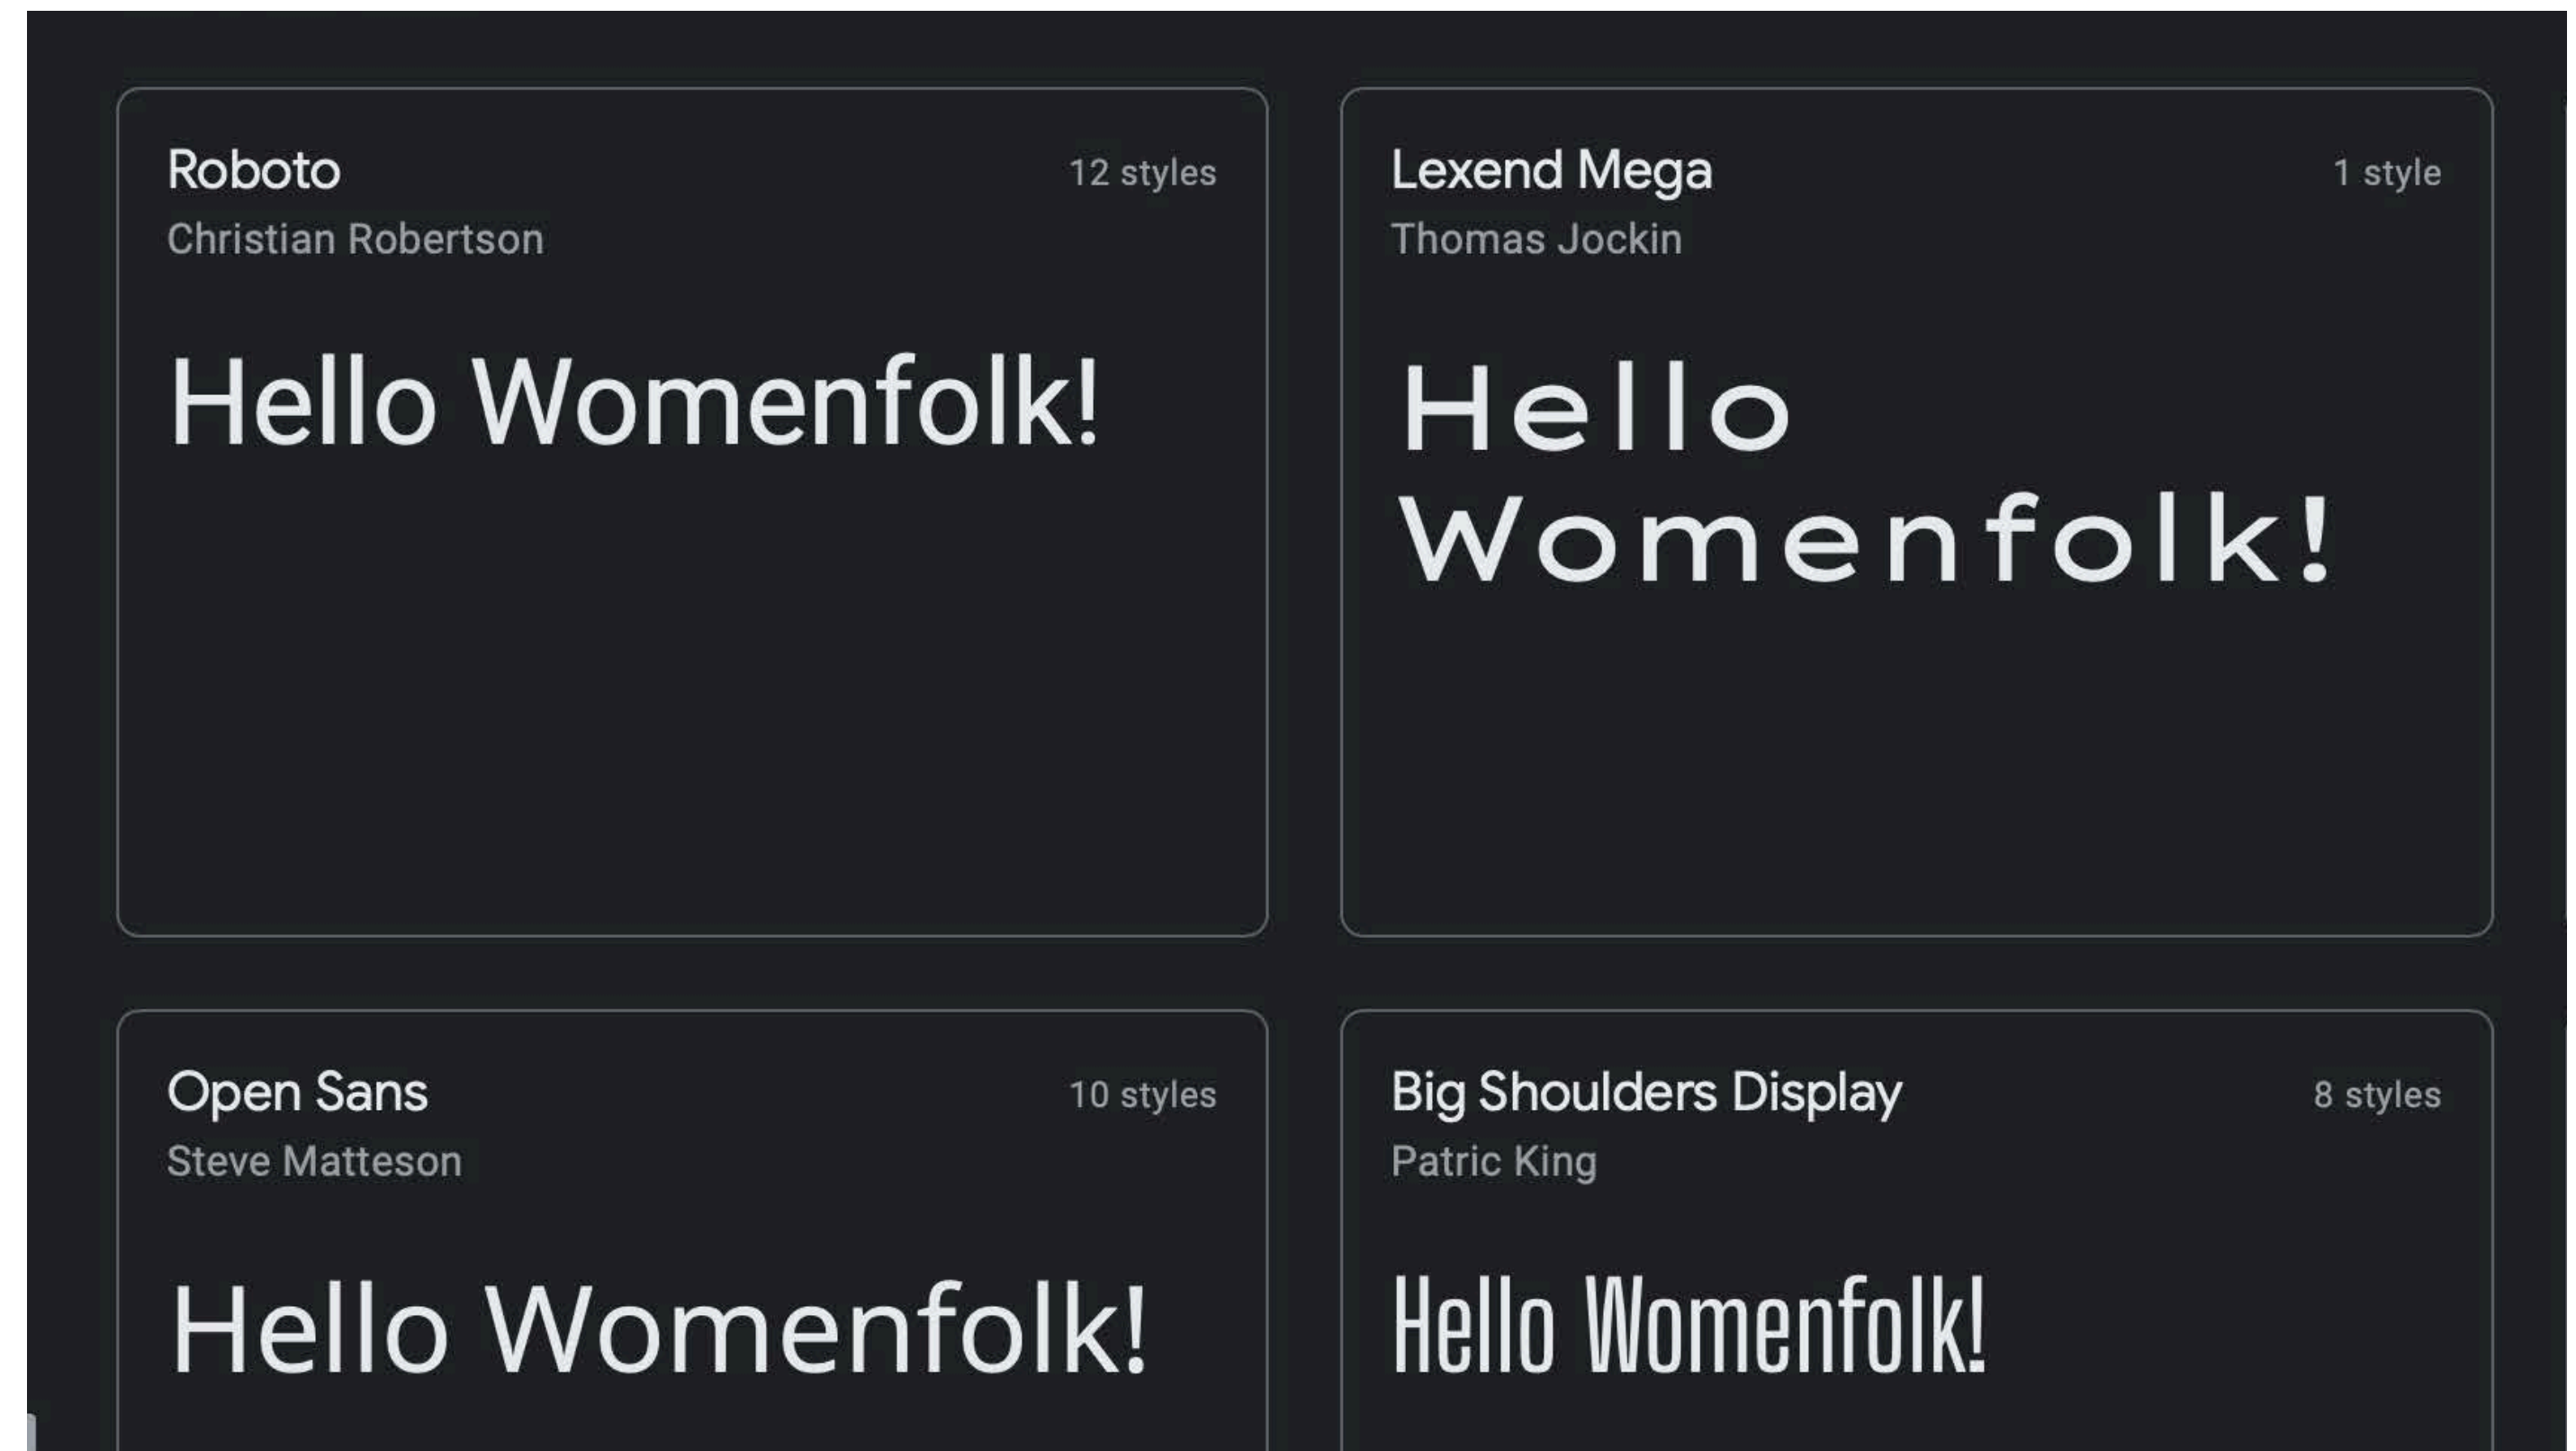 Roboto
12 styles
Christian Robertson
Hello Womenfolk!
Lexend Mega
1 style
Thomas Jockin
Hello
Womenfolk!
Open Sans
10 styles
Steve Matteson
Hello Womenfolk!
Big Shoulders Display
8 styles
Patric King
Hello Womenfolk!